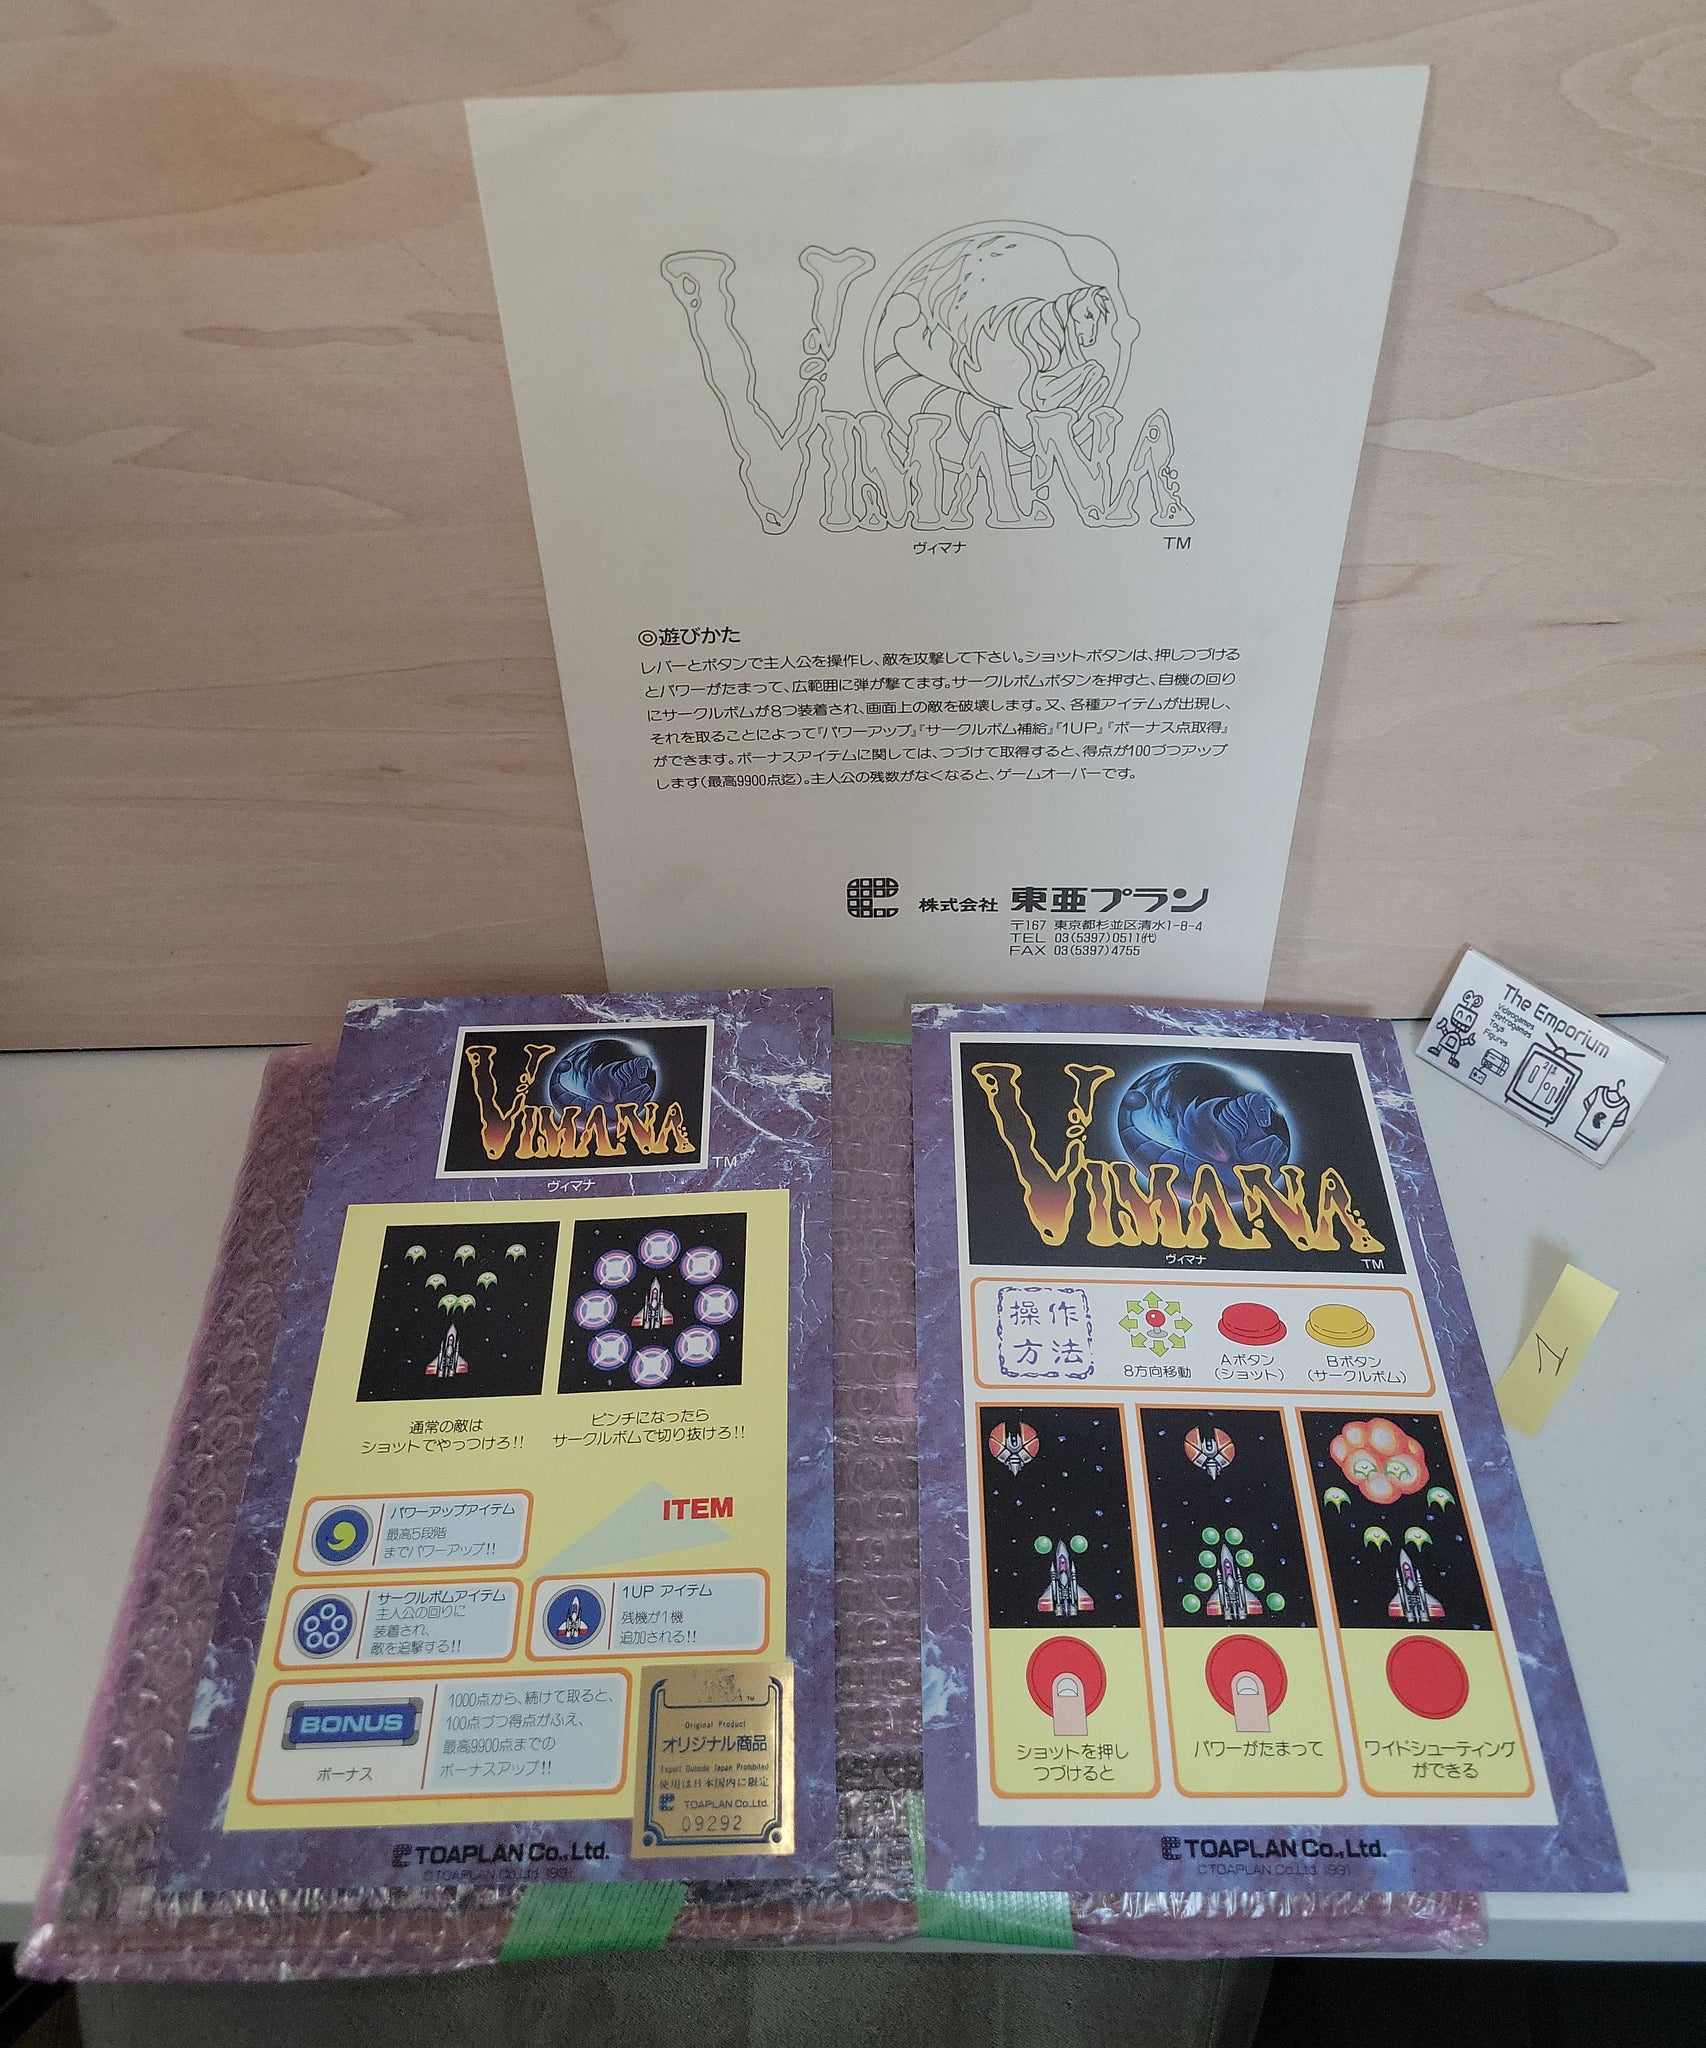 VIMANA
ヴィマナ
TM
◎遊びかた
レバーとボタンで主人公を操作し、敵を攻撃して下さい。ショットボタンは、押しつづける
とパワーがたまって、広範囲に弾が撃てます。サークルボムボタンを押すと、自機の回り
にサークルボムが8つ装着され、画面上の敵を破壊します。又、各種アイテムが出現し、
それを取ることによって『パワーアップ』『サークルボム補給』『1UP』『ボーナス点取得』
ができます。ボーナスアイテムに関しては、つづけて取得すると、得点が100づつアップ
します(最高9900点迄)。主人公の残数がなくなると、ゲームオーバーです。
株式会社 東亜プラン
〒167 東京都杉並区清水1-8-4
TEL 03(5397)0511(代)
FAX 03(5397)4755
The Emporium
Videogames
Retrogames
Toys
Figures
1
VIMANA
TM
ヴィマナ
通常の敵は
ショットでやっつけろ!!
ピンチになったら
サークルボムで切り抜けろ!!
ITEM
パワーアップアイテム
最高5段階
までパワーアップ!!
サークルボムアイテム
主人公の回りに
装着され、
敵を追撃する!!
1UP アイテム
残機が1機
追加される!!
BONUS
ボーナス
1000点から、続けて取ると、
100点づつ得点がふえ、
最高9900点までの
ボーナスアップ!!
TM
Original Product
オリジナル商品
Export Outside Japan Prohibited
使用は日本国内に限定
TOAPLAN Co.Ltd.
09292
TOAPLAN Co.,Ltd.
©TOAPLAN Co.Ltd. 1991
VIMANA
ヴィマナ
TM
操作
方法
8方向移動
Aボタン
(ショット)
Bボタン
(サークルボム)
ショットを押し
つづけると
パワーがたまって
ワイドシューティング
ができる
TOAPLAN Co.,Ltd.
©TOAPLAN Co.Ltd. 1991